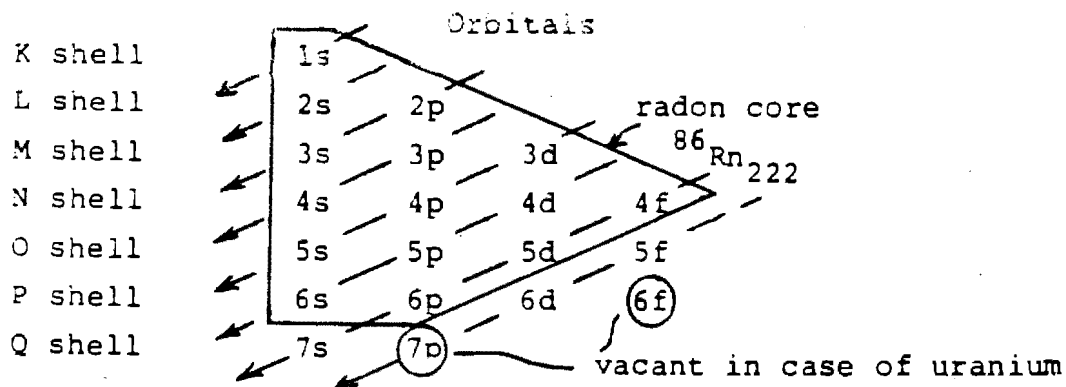 Orbitals
K shell 1s
L shell 2s 2p
radon core
M shell 3s 3p 3d 86Rn222
N shell 4s 4p 4d 4f
O shell 5s 5p 5d 5f
P shell 6s 6p 6d 6f
Q shell 7s 7p
vacant in case of uranium